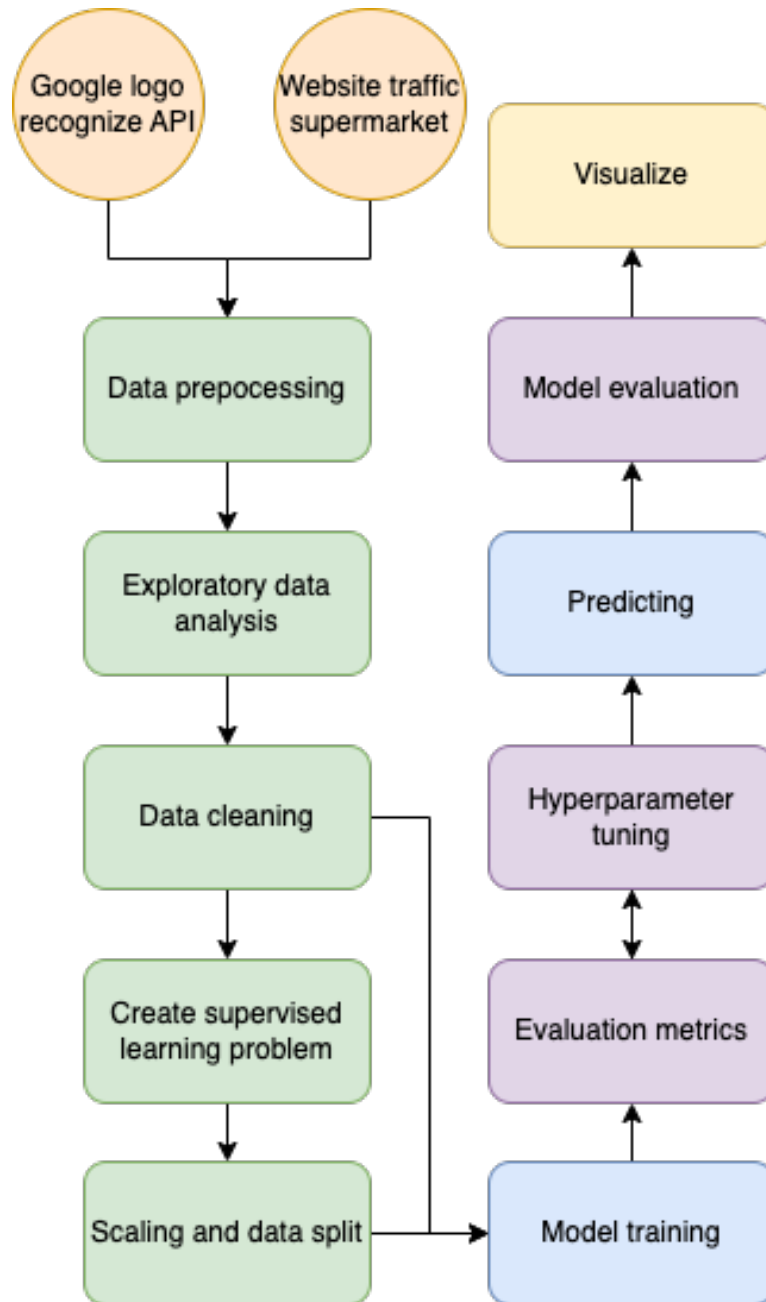 Google logo
recognize API
Website traffic
supermarket
Data prepocessing
Exploratory data
analysis
Data cleaning
Create supervised
learning problem
Scaling and data split
Model training
Evaluation metrics
Hyperparameter
tuning
Predicting
Model evaluation
Visualize